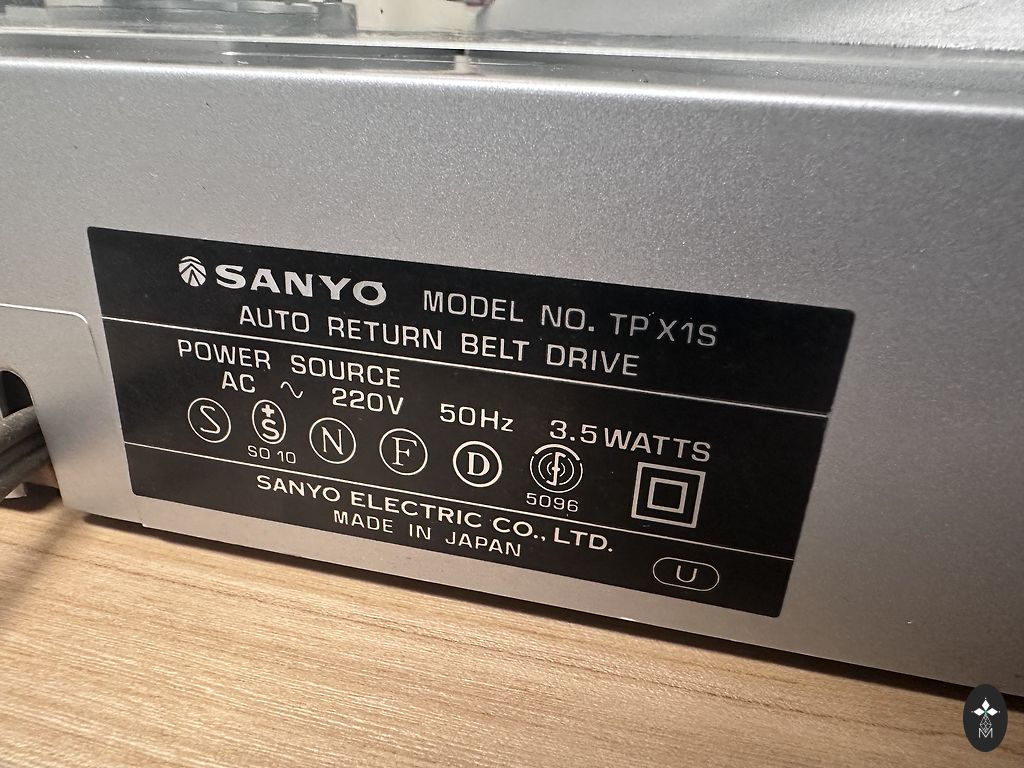 SANYO MODEL NO. TP X1S
AUTO RETURN BELT DRIVE
POWER SOURCE
AC ~ 220V 50Hz 3.5WATTS
S +S N F D
SO 10 5096
SANYO ELECTRIC CO., LTD.
MADE IN JAPAN
U
M